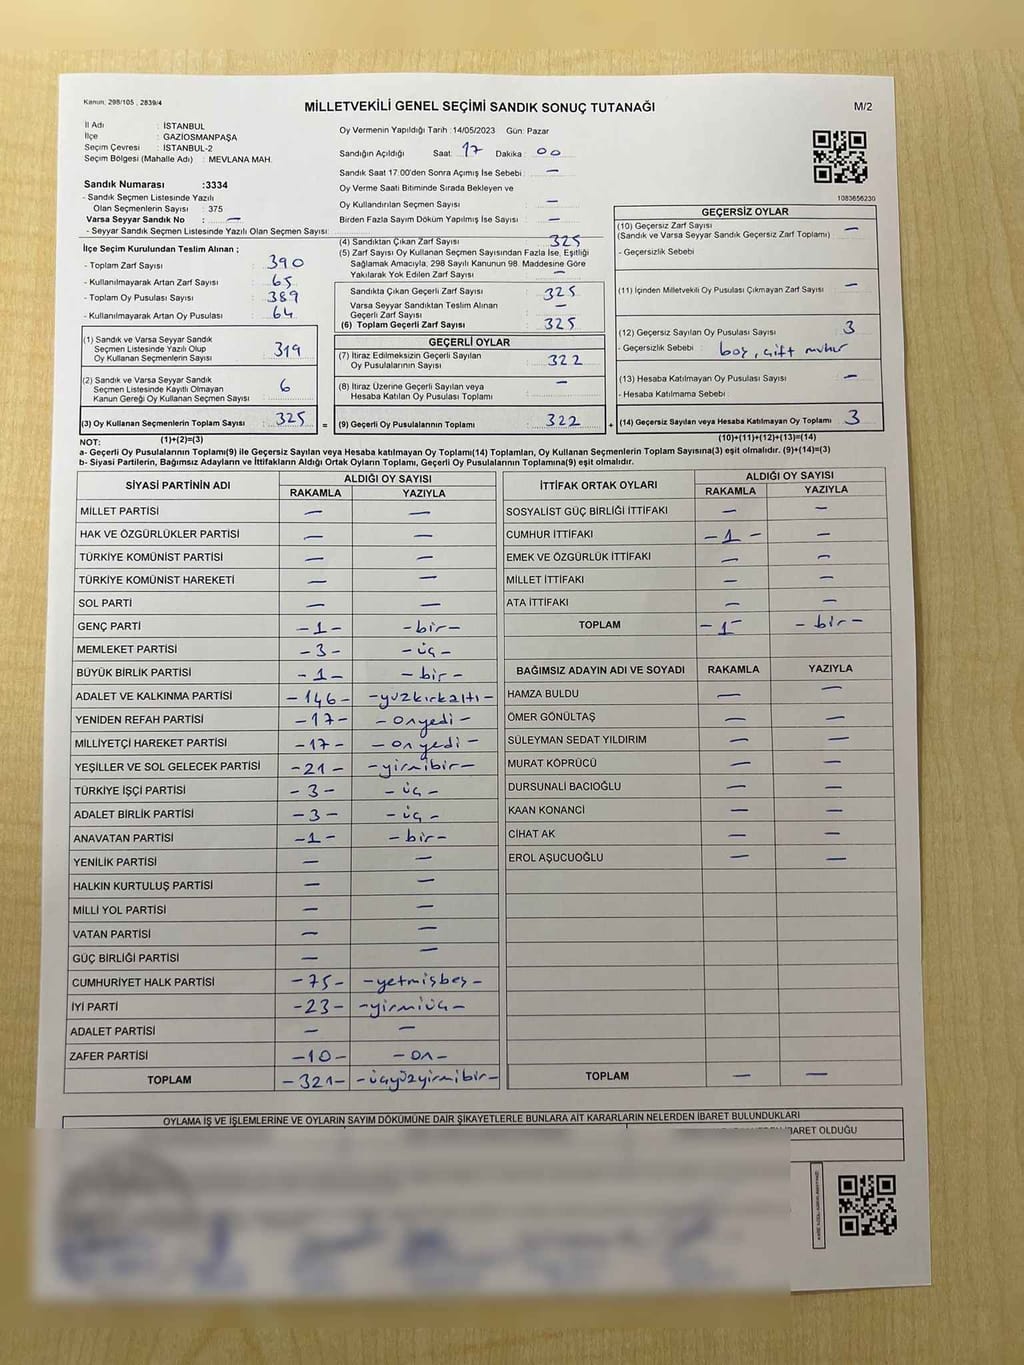 Kanun; 298/105 , 2839/4
MİLLETVEKİLİ GENEL SEÇİMİ SANDIK SONUÇ TUTANAĞI
M/2
İl Adı : İSTANBUL
İlçe : GAZİOSMANPAŞA
Seçim Çevresi : İSTANBUL-2
Seçim Bölgesi (Mahalle Adı) : MEVLANA MAH.
Oy Vermenin Yapıldığı Tarih :14/05/2023 Gün: Pazar
Sandığın Açıldığı Saat: 17 Dakika : 00
Sandık Saat 17.00'den Sonra Açılmış İse Sebebi : —
Oy Verme Saati Bitiminde Sırada Bekleyen ve
Oy Kullandırılan Seçmen Sayısı : —
Birden Fazla Sayım Döküm Yapılmış İse Sayısı : —
1083656230
Sandık Numarası :3334
- Sandık Seçmen Listesinde Yazılı
Olan Seçmenlerin Sayısı : 375
Varsa Seyyar Sandık No : —
- Seyyar Sandık Seçmen Listesinde Yazılı Olan Seçmen Sayısı:
İlçe Seçim Kurulundan Teslim Alınan ;
- Toplam Zarf Sayısı : 390
- Kullanılmayarak Artan Zarf Sayısı : 65
- Toplam Oy Pusulası Sayısı : 389
- Kullanılmayarak Artan Oy Pusulası : 64
(1) Sandık ve Varsa Seyyar Sandık
Seçmen Listesinde Yazılı Olup
Oy Kullanan Seçmenlerin Sayısı : 319
(2) Sandık ve Varsa Seyyar Sandık
Seçmen Listesinde Kayıtlı Olmayan
Kanun Gereği Oy Kullanan Seçmen Sayısı : 6
(3) Oy Kullanan Seçmenlerin Toplam Sayısı : 325 =
(1)+(2)=(3)
(4) Sandıktan Çıkan Zarf Sayısı : 325
(5) Zarf Sayısı Oy Kullanan Seçmen Sayısından Fazla İse, Eşitliği
Sağlamak Amacıyla, 298 Sayılı Kanunun 98. Maddesine Göre
Yakılarak Yok Edilen Zarf Sayısı : —
Sandıkta Çıkan Geçerli Zarf Sayısı : 325
Varsa Seyyar Sandıktan Teslim Alınan
Geçerli Zarf Sayısı : —
(6) Toplam Geçerli Zarf Sayısı : 325
GEÇERLİ OYLAR
(7) İtiraz Edilmeksizin Geçerli Sayılan
Oy Pusulalarının Sayısı : 322
(8) İtiraz Üzerine Geçerli Sayılan veya
Hesaba Katılan Oy Pusulası Toplamı : —
(9) Geçerli Oy Pusulalarının Toplamı : 322 +
GEÇERSİZ OYLAR
(10) Geçersiz Zarf Sayısı : —
(Sandık ve Varsa Seyyar Sandık Geçersiz Zarf Toplamı)
- Geçersizlik Sebebi :
(11) İçinden Milletvekili Oy Pusulası Çıkmayan Zarf Sayısı : —
(12) Geçersiz Sayılan Oy Pusulası Sayısı : 3
- Geçersizlik Sebebi : boş, çift mühür
(13) Hesaba Katılmayan Oy Pusulası Sayısı : —
- Hesaba Katılmama Sebebi :
(14) Geçersiz Sayılan veya Hesaba Katılmayan Oy Toplamı : 3
(10)+(11)+(12)+(13)=(14)
NOT:
a- Geçerli Oy Pusulalarının Toplamı(9) ile Geçersiz Sayılan veya Hesaba katılmayan Oy Toplamı(14) Toplamları, Oy Kullanan Seçmenlerin Toplam Sayısına(3) eşit olmalıdır. (9)+(14)=(3)
b- Siyasi Partilerin, Bağımsız Adayların ve İttifakların Aldığı Ortak Oyların Toplamı, Geçerli Oy Pusulalarının Toplamına(9) eşit olmalıdır.
SİYASİ PARTİNİN ADI ALDIĞI OY SAYISI
RAKAMLA YAZIYLA
MİLLET PARTİSİ — —
HAK VE ÖZGÜRLÜKLER PARTİSİ — —
TÜRKİYE KOMÜNİST PARTİSİ — —
TÜRKİYE KOMÜNİST HAREKETİ — —
SOL PARTİ — —
GENÇ PARTİ -1- -bir-
MEMLEKET PARTİSİ -3- -üç-
BÜYÜK BİRLİK PARTİSİ -1- -bir-
ADALET VE KALKINMA PARTİSİ -146- -yüzkırkaltı-
YENİDEN REFAH PARTİSİ -17- -onyedi-
MİLLİYETÇİ HAREKET PARTİSİ -17- -onyedi-
YEŞİLLER VE SOL GELECEK PARTİSİ -21- -yirmibir-
TÜRKİYE İŞÇİ PARTİSİ -3- -üç-
ADALET BİRLİK PARTİSİ -3- -üç-
ANAVATAN PARTİSİ -1- -bir-
YENİLİK PARTİSİ — —
HALKIN KURTULUŞ PARTİSİ — —
MİLLİ YOL PARTİSİ — —
VATAN PARTİSİ — —
GÜÇ BİRLİĞİ PARTİSİ — —
CUMHURİYET HALK PARTİSİ -75- -yetmişbeş-
İYİ PARTİ -23- -yirmiüç-
ADALET PARTİSİ — —
ZAFER PARTİSİ -10- -on-
TOPLAM -321- -üçyüzyirmibir-
İTTİFAK ORTAK OYLARI ALDIĞI OY SAYISI
RAKAMLA YAZIYLA
SOSYALİST GÜÇ BİRLİĞİ İTTİFAKI — —
CUMHUR İTTİFAKI -1- —
EMEK VE ÖZGÜRLÜK İTTİFAKI — —
MİLLET İTTİFAKI — —
ATA İTTİFAKI — —
TOPLAM -1- -bir-
BAĞIMSIZ ADAYIN ADI VE SOYADI RAKAMLA YAZIYLA
HAMZA BULDU — —
ÖMER GÖNÜLTAŞ — —
SÜLEYMAN SEDAT YILDIRIM — —
MURAT KÖPRÜCÜ — —
DURSUNALİ BACIOĞLU — —
KAAN KONANCİ — —
CİHAT AK — —
EROL AŞUCUOĞLU — —
TOPLAM — —
OYLAMA İŞ VE İŞLEMLERİNE VE OYLARIN SAYIM DÖKÜMÜNE DAİR ŞİKAYETLERLE BUNLARA AİT KARARLARIN NELERDEN İBARET BULUNDUKLARI
OLDUĞU